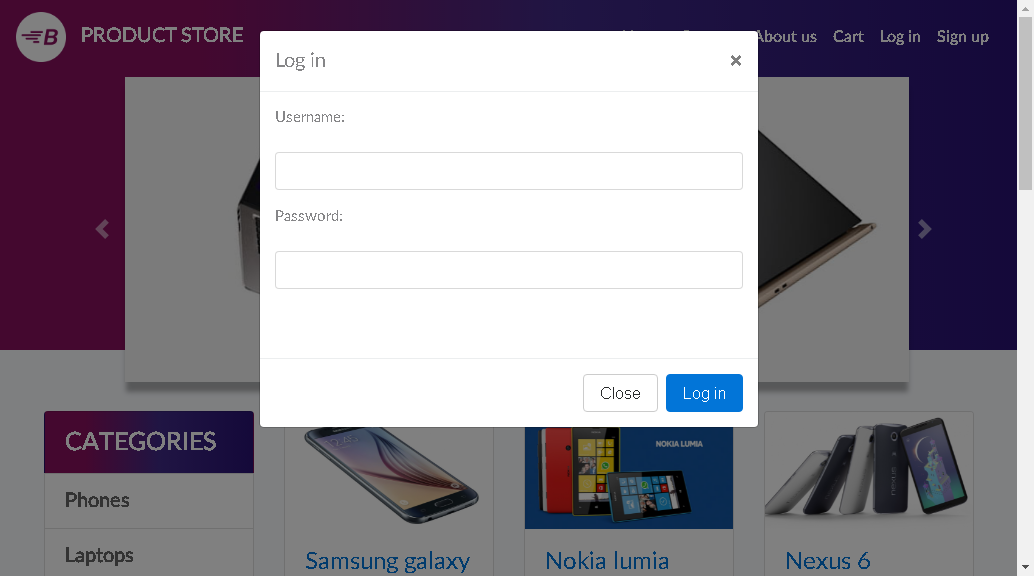 B PRODUCT STORE
About us Cart Log in Sign up
Log in ×
Username:
Password:
Close Log in
CATEGORIES
Phones
Laptops
NOKIA LUMIA
nexus
Samsung galaxy
Nokia lumia
Nexus 6